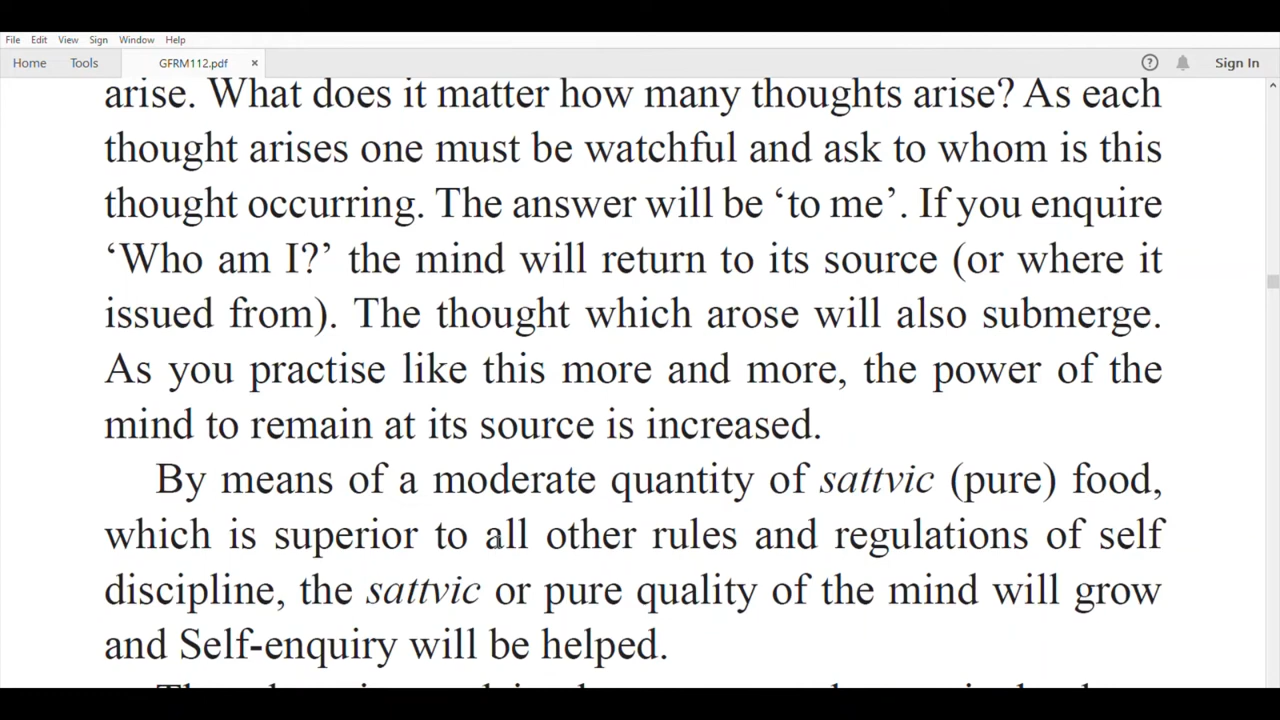 File Edit View Sign Window Help
Home Tools GFRM112.pdf × ? Sign In
arise. What does it matter how many thoughts arise? As each
thought arises one must be watchful and ask to whom is this
thought occurring. The answer will be ‘to me’. If you enquire
‘Who am I?’ the mind will return to its source (or where it
issued from). The thought which arose will also submerge.
As you practise like this more and more, the power of the
mind to remain at its source is increased.
By means of a moderate quantity of sattvic (pure) food,
which is superior to all other rules and regulations of self
discipline, the sattvic or pure quality of the mind will grow
and Self-enquiry will be helped.